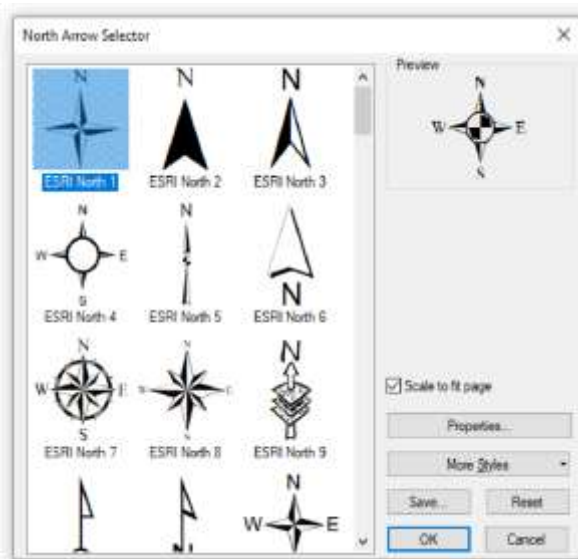 North Arrow Selector
Preview
N
N
N
ESRI North 1
ESRI North 2
ESRI North 3
N
W E
S
N
W E
S
N
N
ESRI North 4
ESRI North 5
ESRI North 6
N
W E
S
N
W E
S
N
ESRI North 7
ESRI North 8
ESRI North 9
N
W E
Scale to fit page
Properties...
More Styles
Save...
Reset
OK
Cancel